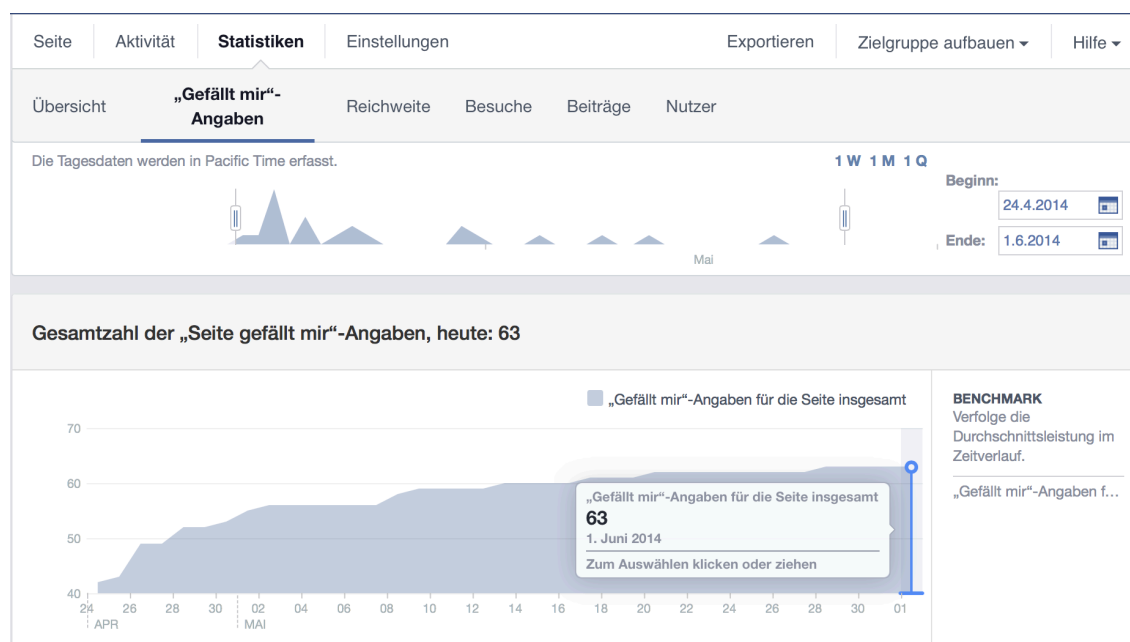 Seite Aktivität Statistiken Einstellungen Exportieren Zielgruppe aufbauen Hilfe
Übersicht „Gefällt mir“-Angaben Reichweite Besuche Beiträge Nutzer
Die Tagesdaten werden in Pacific Time erfasst.
1 W 1 M 1 Q
Beginn:
24.4.2014
Ende: 1.6.2014
Mai
Gesamtzahl der „Seite gefällt mir“-Angaben, heute: 63
„Gefällt mir“-Angaben für die Seite insgesamt
BENCHMARK
Verfolge die
Durchschnittsleistung im
Zeitverlauf.
„Gefällt mir“-Angaben f...
70
60
50
40
„Gefällt mir“-Angaben für die Seite insgesamt
63
1. Juni 2014
Zum Auswählen klicken oder ziehen
24 26 28 30 02 04 06 08 10 12 14 16 18 20 22 24 26 28 30 01
APR MAI